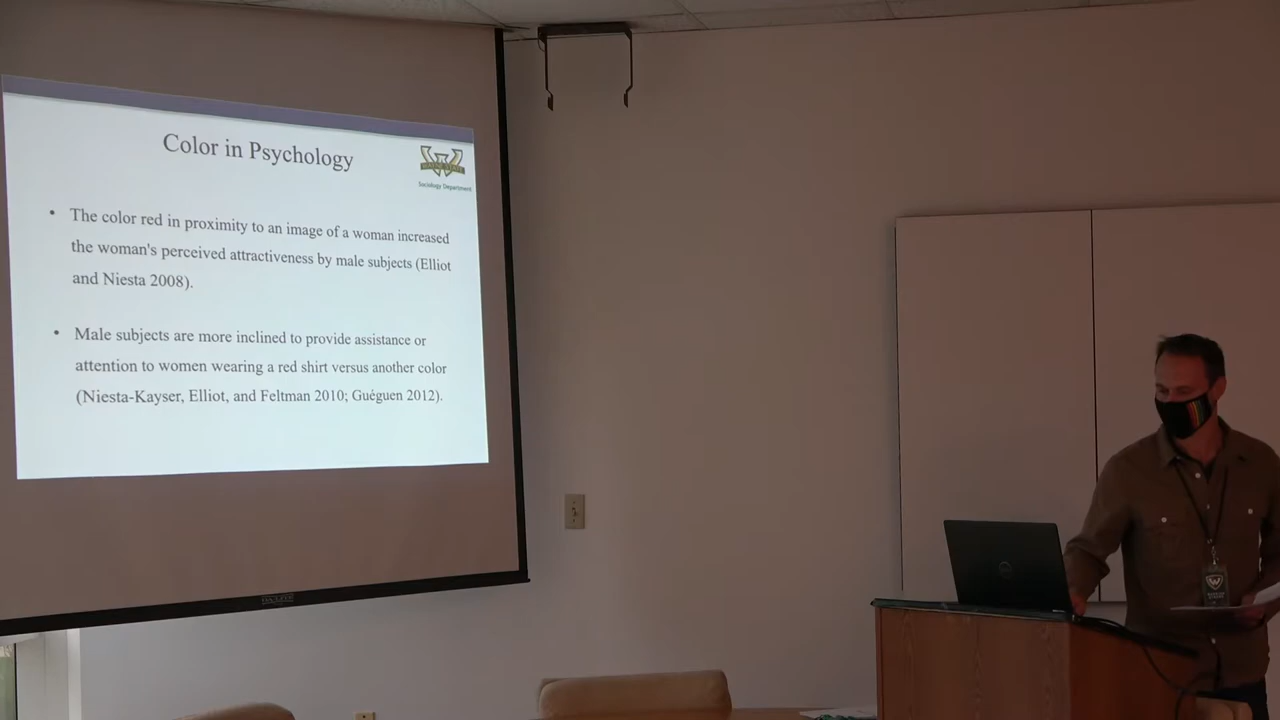 Color in Psychology
WAYNE STATE
Sociology Department
• The color red in proximity to an image of a woman increased
the woman's perceived attractiveness by male subjects (Elliot
and Niesta 2008).
• Male subjects are more inclined to provide assistance or
attention to women wearing a red shirt versus another color
(Niesta-Kayser, Elliot, and Feltman 2010; Guéguen 2012).
W